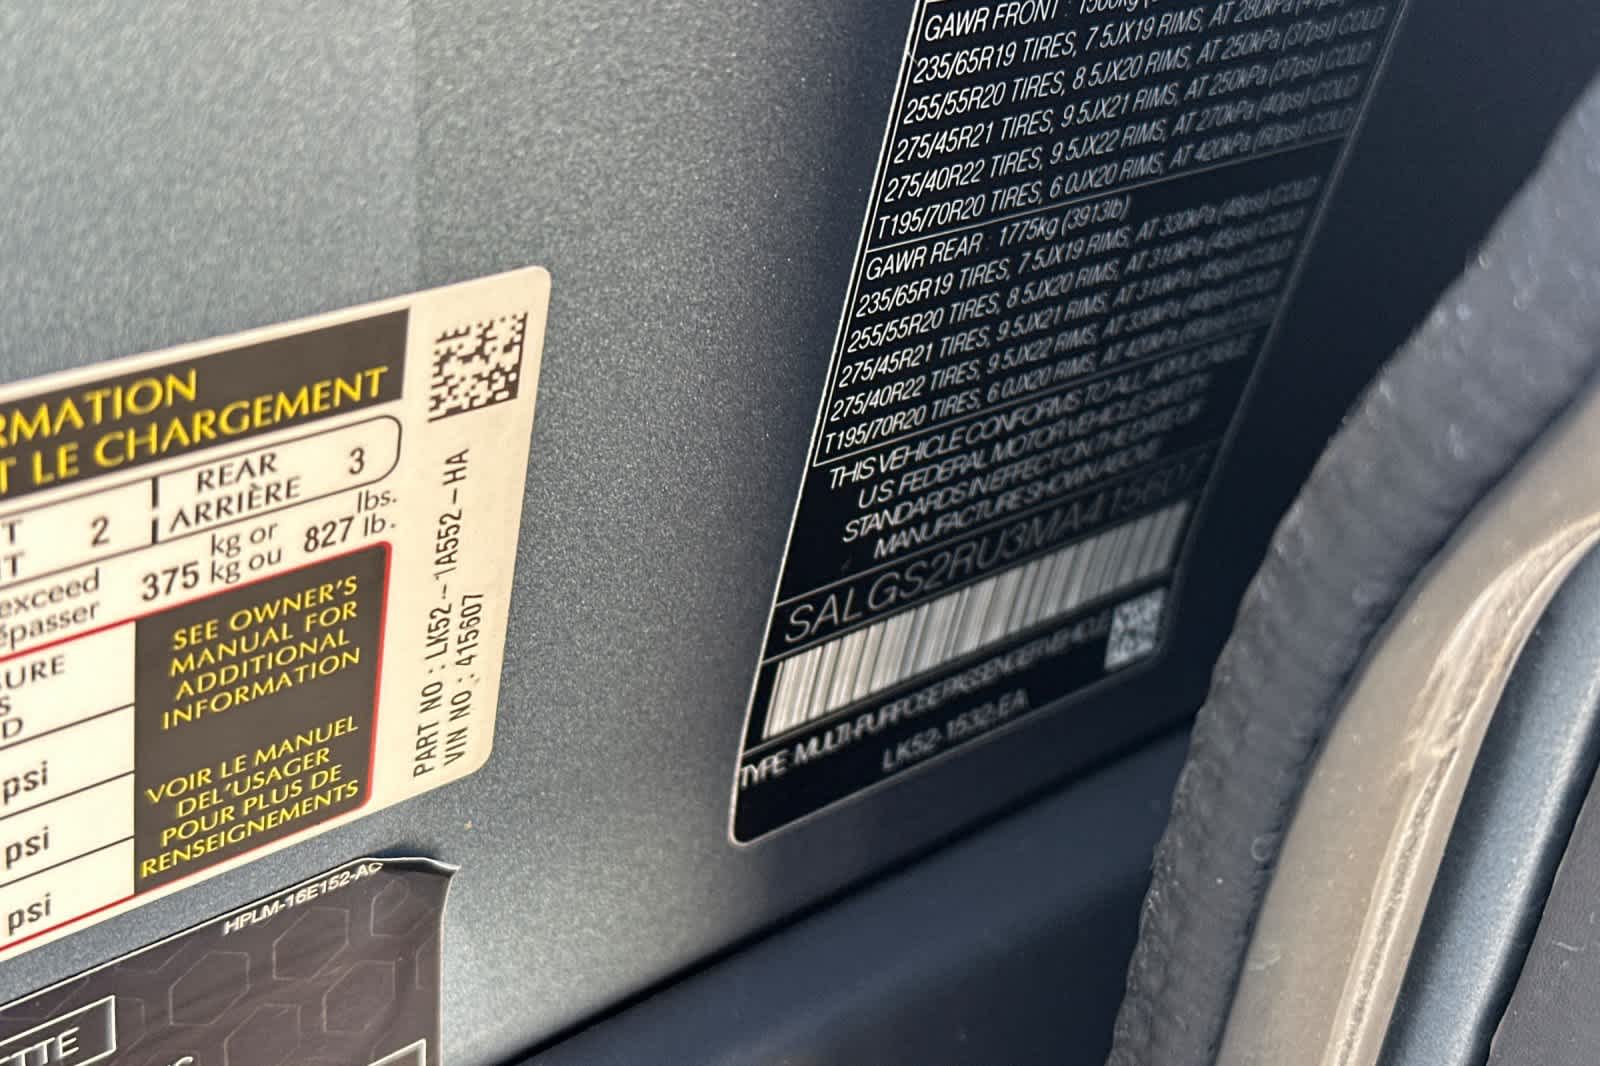 RMATION
T LE CHARGEMENT
T 2 REAR 3
NT ARRIÈRE
exceed 375 kg or 827 lbs.
épasser kg ou lb.
SURE
S
D
psi
psi
psi
SEE OWNER'S
MANUAL FOR
ADDITIONAL
INFORMATION
VOIR LE MANUEL
DEL'USAGER
POUR PLUS DE
RENSEIGNEMENTS
PART NO : LK52--1A552-HA
VIN NO : 415607
HPLM-16E152-AC
ETTE
GAWR FRONT : 1500kg
235/65R19 TIRES, 7.5JX19 RIMS, AT 280kPa (41psi)
255/55R20 TIRES, 8.5JX20 RIMS, AT 250kPa (37psi) COLD
275/45R21 TIRES, 9.5JX21 RIMS, AT 250kPa (37psi) COLD
275/40R22 TIRES, 9.5JX22 RIMS, AT 270kPa (40psi) COLD
T195/70R20 TIRES, 6.0JX20 RIMS, AT 420kPa (60psi) COLD
GAWR REAR : 1775kg (3913lb)
235/65R19 TIRES, 7.5JX19 RIMS, AT 330kPa (48psi) COLD
255/55R20 TIRES, 8.5JX20 RIMS, AT 310kPa (45psi) COLD
275/45R21 TIRES, 9.5JX21 RIMS, AT 310kPa (45psi) COLD
275/40R22 TIRES, 9.5JX22 RIMS, AT 330kPa (48psi) COLD
T195/70R20 TIRES, 6.0JX20 RIMS, AT 420kPa (60psi) COLD
THIS VEHICLE CONFORMS TO ALL APPLICABLE
U.S. FEDERAL MOTOR VEHICLE SAFETY
STANDARDS IN EFFECT ON THE DATE OF
MANUFACTURE SHOWN ABOVE
SALGS2RU3MA415607
TYPE: MULTI-PURPOSE PASSENGER VEHICLE
LK52-1532-EA